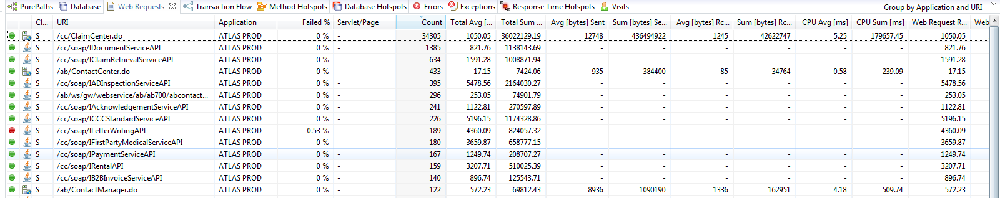 PurePaths Database Web Requests Transaction Flow Method Hotspots Database Hotspots Errors Exceptions Response Time Hotspots Visits Group by Application and URI
Cl... URI Application Failed % Servlet/Page Count Total Avg [... Total Sum ... Avg [bytes] Sent Sum [bytes] Se... Avg [bytes] Rc... Sum [bytes] Rc... CPU Avg [ms] CPU Sum [ms] Web Request R... Web
S /cc/ClaimCenter.do ATLAS PROD 0 % - 34305 1050.05 36022129.19 12748 436494922 1245 42622747 5.25 179657.45 1050.05
S /cc/soap/IDocumentServiceAPI ATLAS PROD 0 % - 1385 821.76 1138143.69 - - - - - - 821.76
S /cc/soap/IClaimRetrievalServiceAPI ATLAS PROD 0 % - 634 1591.28 1008871.94 - - - - - - 1591.28
S /ab/ContactCenter.do ATLAS PROD 0 % - 433 17.15 7424.06 935 384400 85 34764 0.58 239.09 17.15
S /cc/soap/IADInspectionServiceAPI ATLAS PROD 0 % - 395 5478.56 2164030.27 - - - - - - 5478.56
S /ab/ws/gw/webservice/ab/ab700/abcontact... ATLAS PROD 0 % - 296 253.05 74901.79 - - - - - - 253.05
S /cc/soap/IAcknowledgementServiceAPI ATLAS PROD 0 % - 241 1122.81 270597.89 - - - - - - 1122.81
S /cc/soap/ICCCStandardServiceAPI ATLAS PROD 0 % - 226 5196.15 1174328.86 - - - - - - 5196.15
S /cc/soap/ILetterWritingAPI ATLAS PROD 0.53 % - 189 4360.09 824057.32 - - - - - - 4360.09
S /cc/soap/IFirstPartyMedicalServiceAPI ATLAS PROD 0 % - 180 3659.87 658777.15 - - - - - - 3659.87
S /cc/soap/IPaymentServiceAPI ATLAS PROD 0 % - 167 1249.74 208707.27 - - - - - - 1249.74
S /cc/soap/IRentalAPI ATLAS PROD 0 % - 159 3207.71 510025.39 - - - - - - 3207.71
S /cc/soap/IB2BInvoiceServiceAPI ATLAS PROD 0 % - 140 896.74 125543.71 - - - - - - 896.74
S /ab/ContactManager.do ATLAS PROD 0 % - 122 572.23 69812.43 8936 1090190 1336 162951 4.18 509.74 572.23